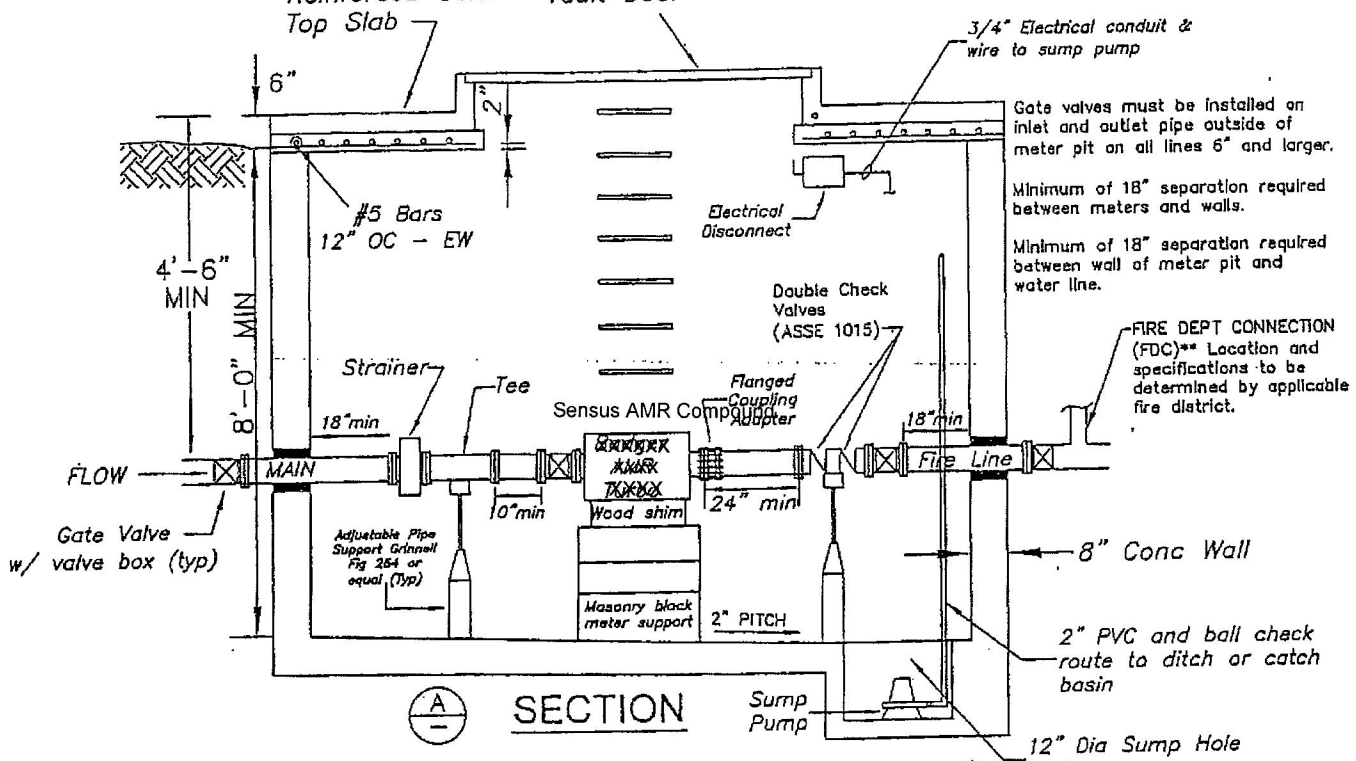 Top Slab
3/4" Electrical conduit &
wire to sump pump
6"
2"
Gate valves must be installed on
inlet and outlet pipe outside of
meter pit on all lines 6" and larger.
Minimum of 18" separation required
between meters and walls.
Minimum of 18" separation required
between wall of meter pit and
water line.
#5 Bars
12" OC - EW
Electrical
Disconnect
4'-6"
MIN
8'-0" MIN
Double Check
Valves
(ASSE 1015)
FIRE DEPT CONNECTION
(FDC)** Location and
specifications to be
determined by applicable
fire district.
Strainer
Tee
Flanged
Coupling
Adapter
Sensus AMR Compound
18"min
18"min
FLOW
MAIN
Fire Line
10"min
24" min
Wood shim
Gate Valve
w/ valve box (typ)
Adjustable Pipe
Support Grinnell
Fig 264 or
equal (Typ)
8" Conc Wall
Masonry block
meter support
2" PITCH
2" PVC and ball check
route to ditch or catch
basin
A
SECTION
Sump
Pump
12" Dia Sump Hole